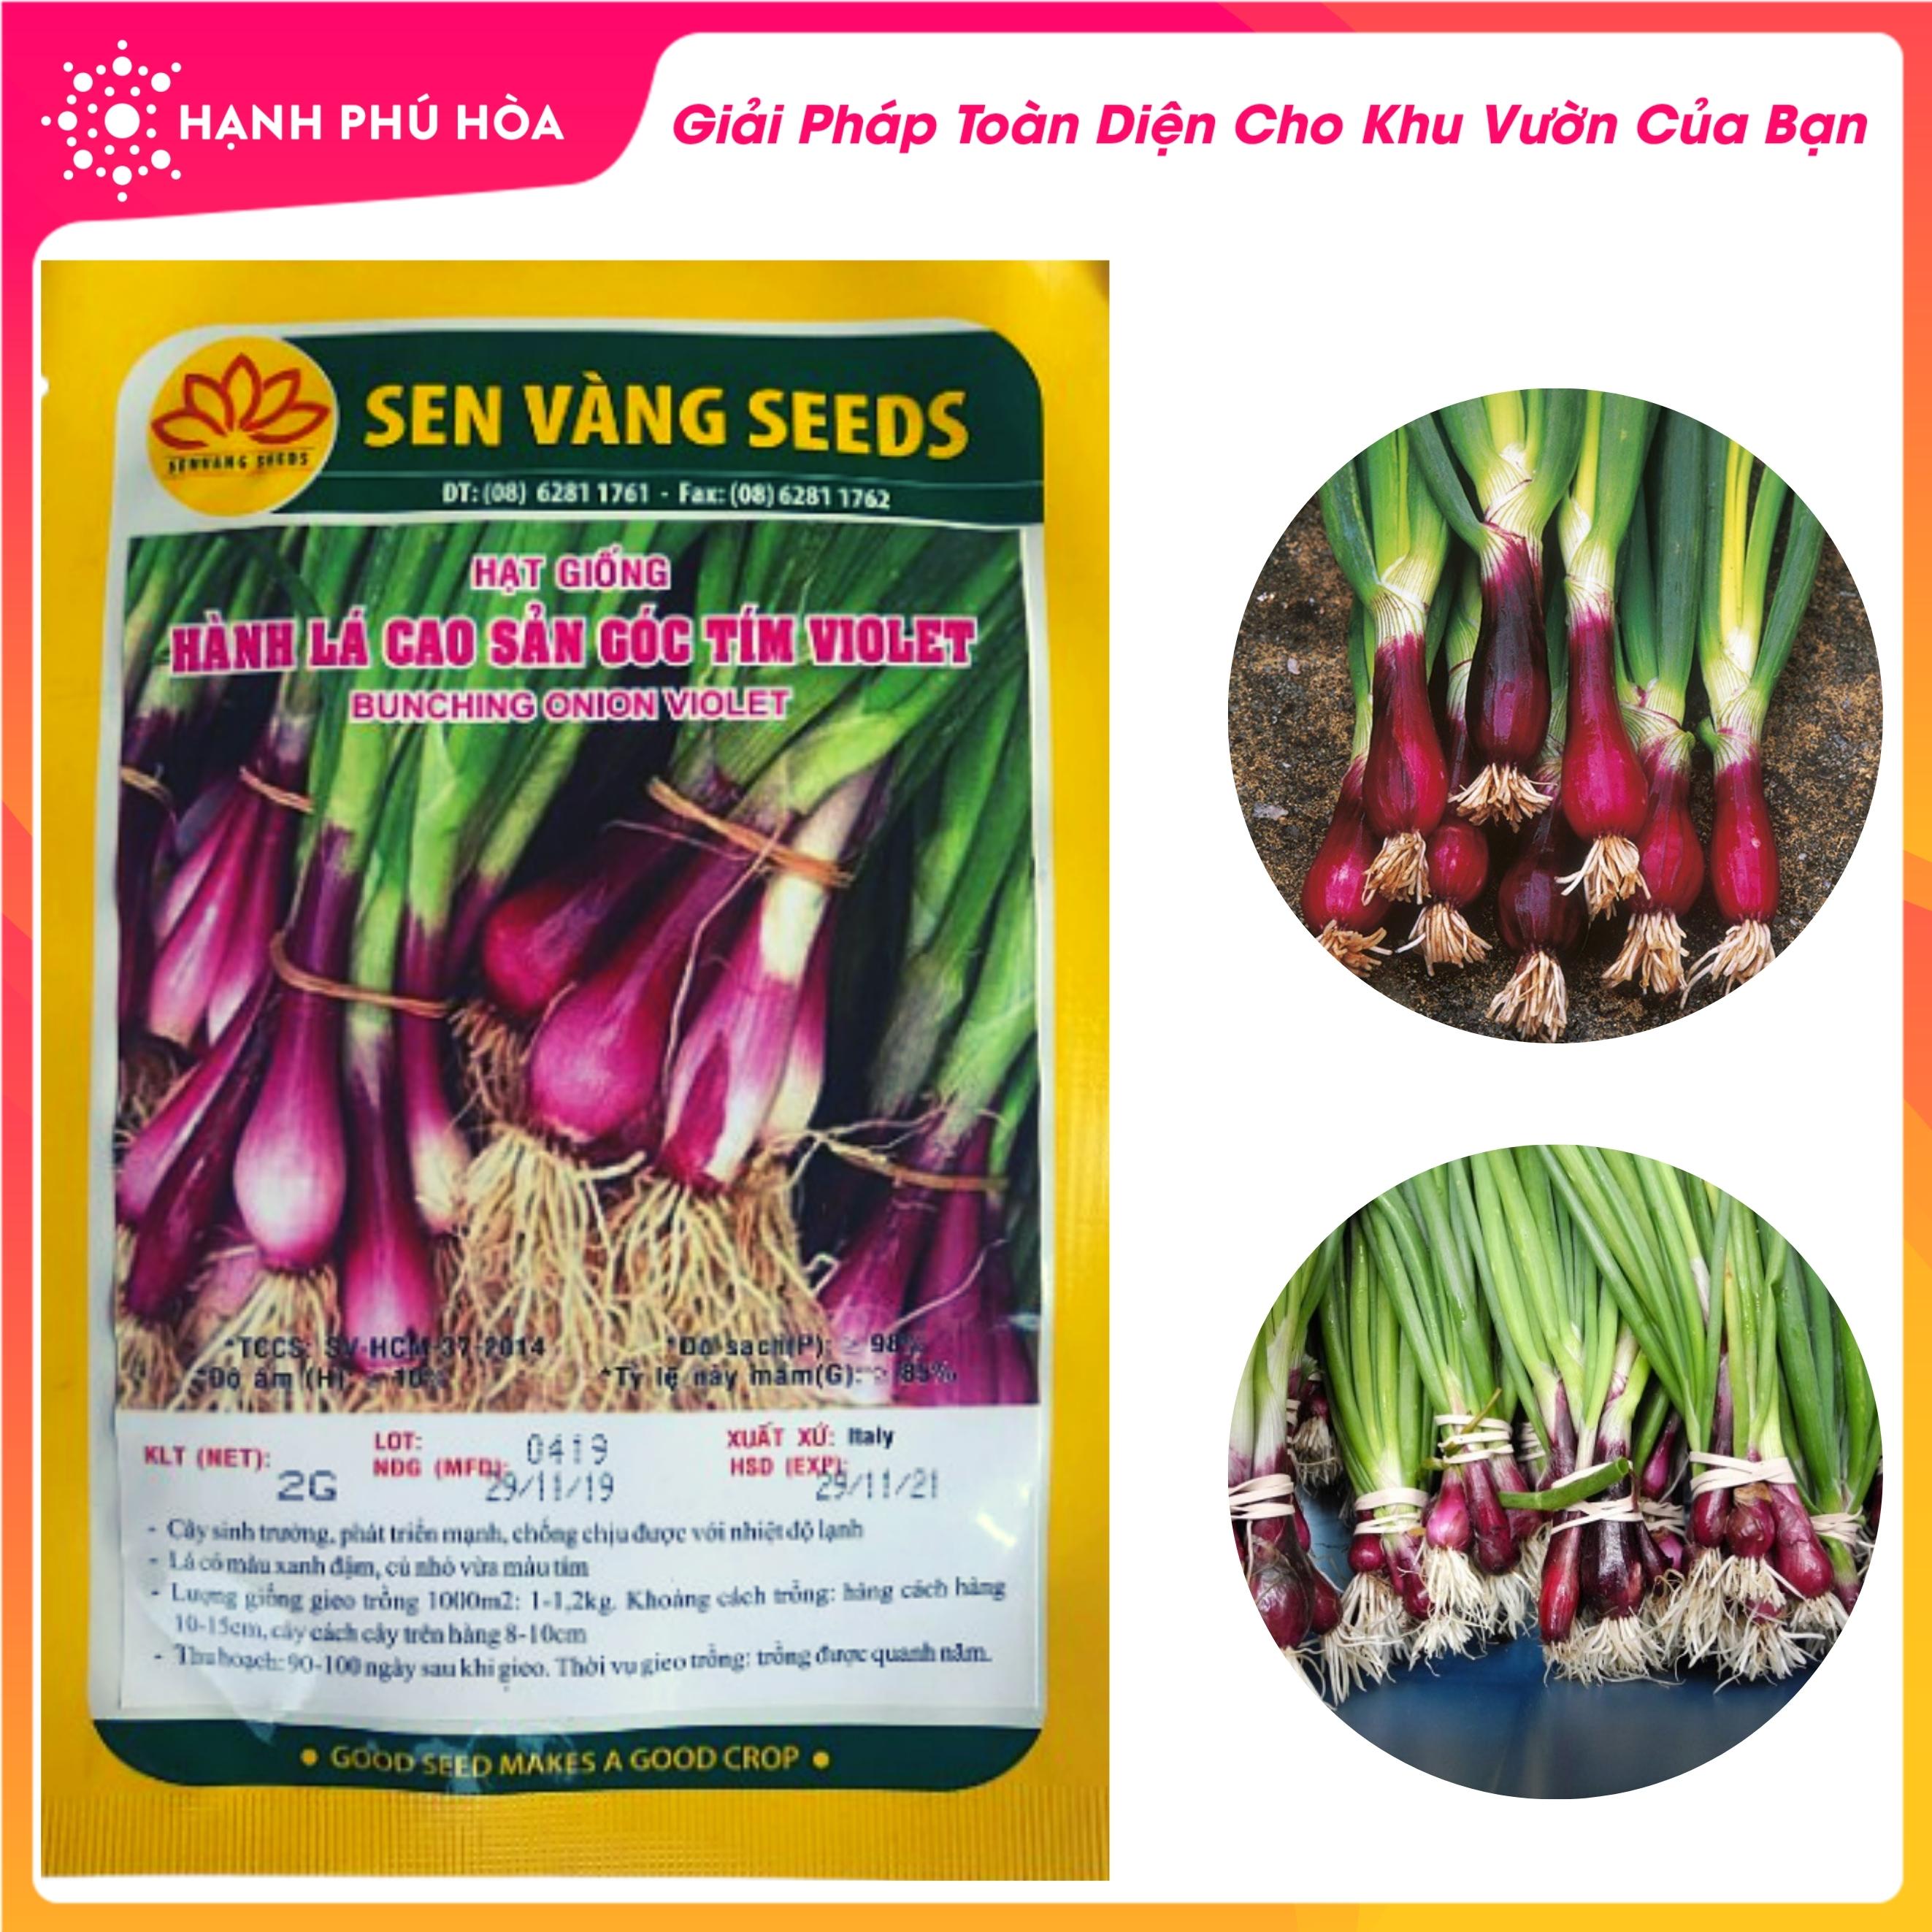 HẠNH PHÚ HÒA
Giải Pháp Toàn Diện Cho Khu Vườn Của Bạn
SENVANG SEEDS
SEN VÀNG SEEDS
ĐT: (08) 6281 1761 - Fax: (08) 6281 1762
HẠT GIỐNG
HÀNH LÁ CAO SẢN GÓC TÍM VIOLET
BUNCHING ONION VIOLET
*TCCS: SV-HCM-37-2014 *Độ sạch(P): ≥ 98%
*Độ ẩm (H): 10% *Tỷ lệ nảy mầm(G): ≥ 85%
KLT (NET): 2G
LOT: 0419
NDG (MFD): 29/11/19
XUẤT XỨ: Italy
HSD (EXP): 29/11/21
- Cây sinh trưởng, phát triển mạnh, chống chịu được với nhiệt độ lạnh
- Lá có màu xanh đậm, củ nhỏ vừa màu tím
- Lượng giống gieo trồng 1000m2: 1-1,2kg. Khoảng cách trồng: hàng cách hàng
10-15cm, cây cách cây trên hàng 8-10cm
- Thu hoạch: 90-100 ngày sau khi gieo. Thời vụ gieo trồng: trồng được quanh năm.
• GOOD SEED MAKES A GOOD CROP •